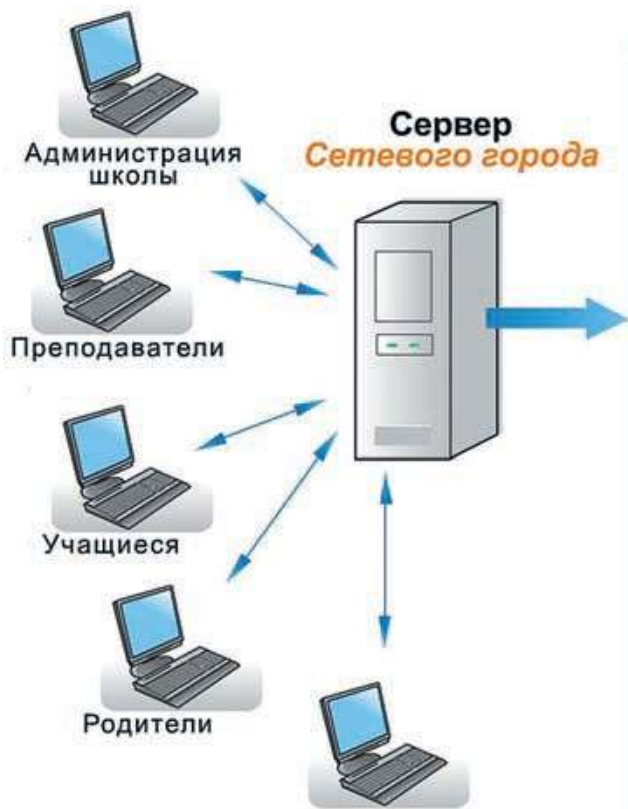 Администрация
школы
Сервер
Сетевого города
Преподаватели
Учащиеся
Родители